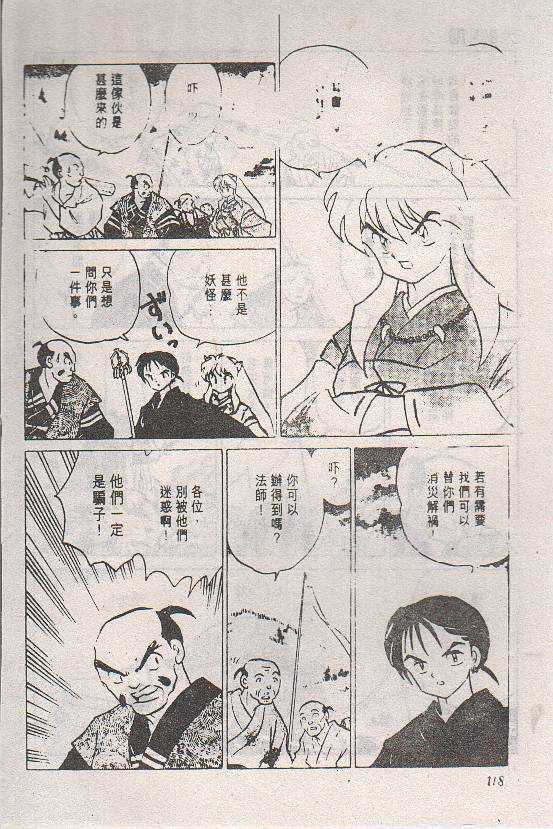 吓，
這傢伙是
甚麼來的
他不是
甚麼
妖怪…
只是想
問你們
一件事。
ずいっ
若有需要
我們可以
替你們
消災解禍！
吓？
你可以
辦得到嗎？
法師！
各位，
別被他們
迷惑啊！
他們一定
是騙子！
118